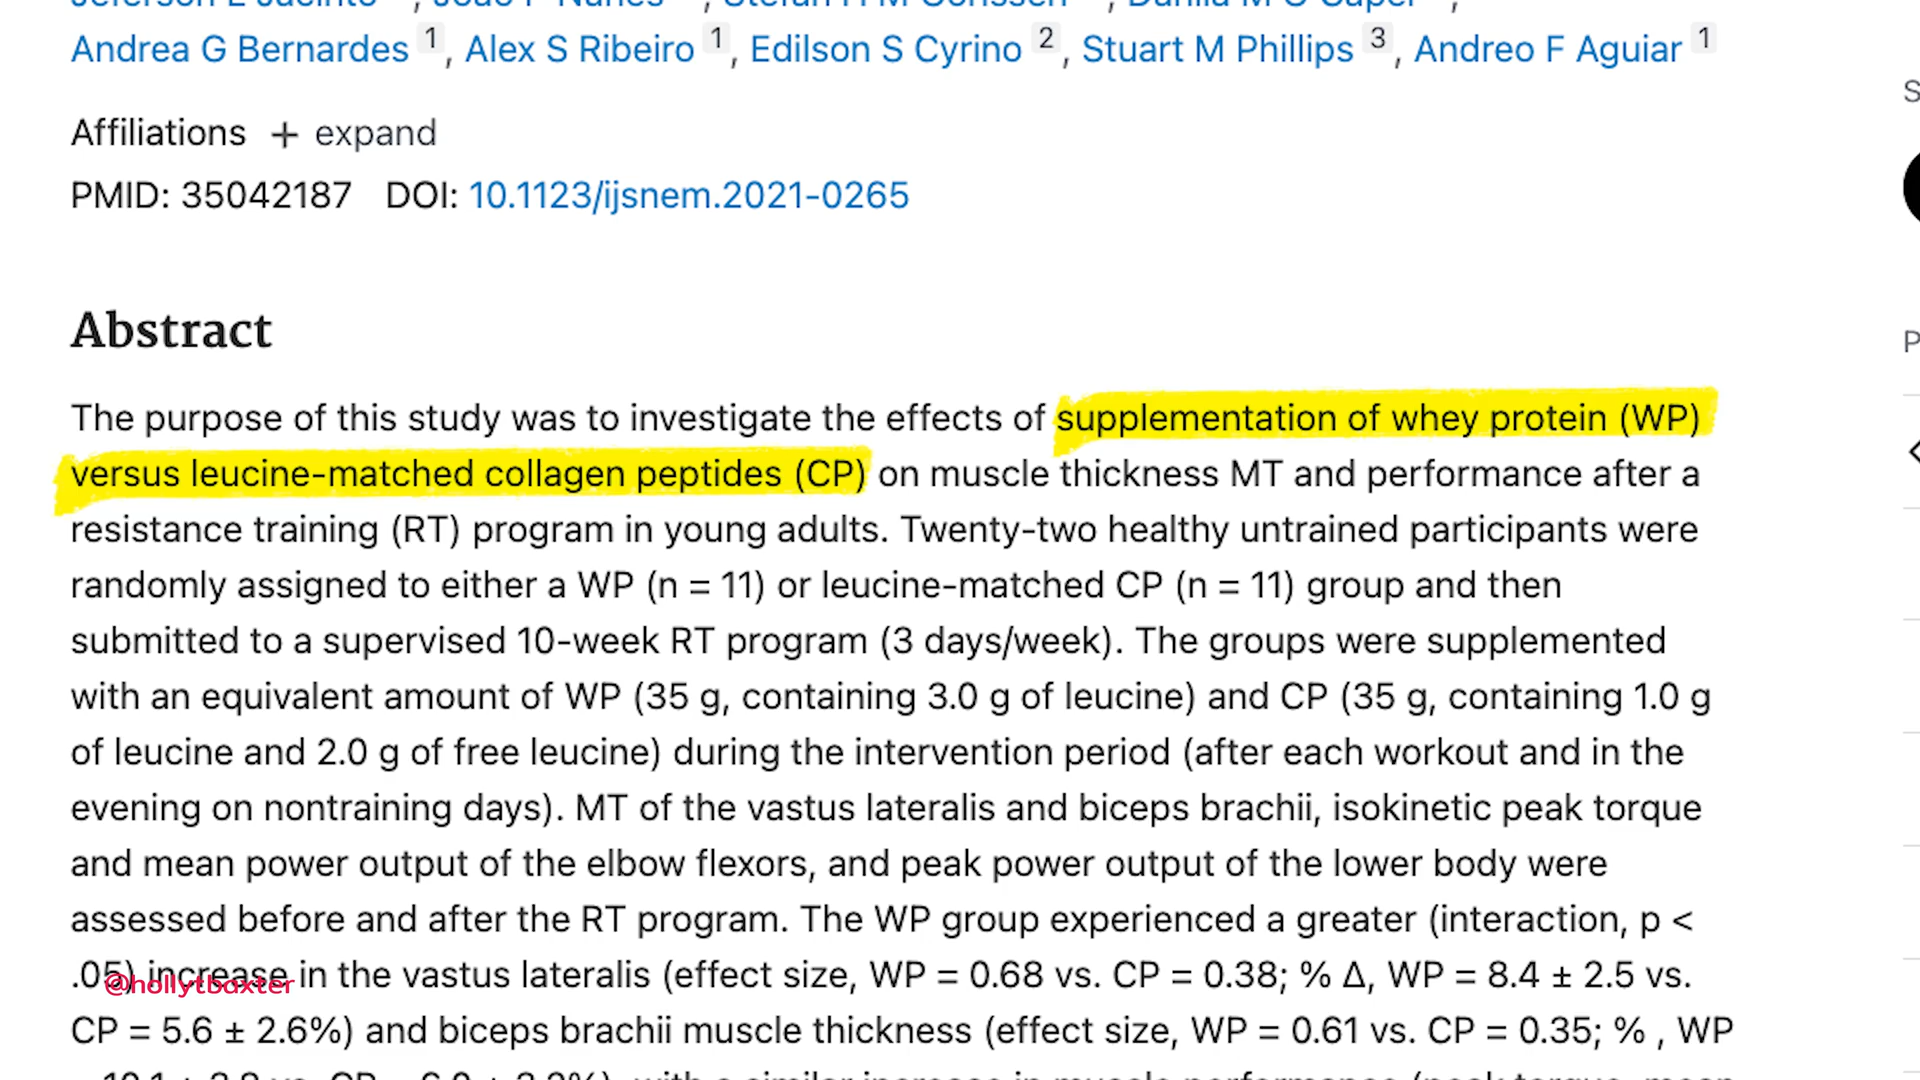 Andrea G Bernardes 1, Alex S Ribeiro 1, Edilson S Cyrino 2, Stuart M Phillips 3, Andreo F Aguiar 1
Affiliations + expand
PMID: 35042187 DOI: 10.1123/ijsnem.2021-0265
Abstract
The purpose of this study was to investigate the effects of supplementation of whey protein (WP)
versus leucine-matched collagen peptides (CP) on muscle thickness MT and performance after a
resistance training (RT) program in young adults. Twenty-two healthy untrained participants were
randomly assigned to either a WP (n = 11) or leucine-matched CP (n = 11) group and then
submitted to a supervised 10-week RT program (3 days/week). The groups were supplemented
with an equivalent amount of WP (35 g, containing 3.0 g of leucine) and CP (35 g, containing 1.0 g
of leucine and 2.0 g of free leucine) during the intervention period (after each workout and in the
evening on nontraining days). MT of the vastus lateralis and biceps brachii, isokinetic peak torque
and mean power output of the elbow flexors, and peak power output of the lower body were
assessed before and after the RT program. The WP group experienced a greater (interaction, p <
.05) increase in the vastus lateralis (effect size, WP = 0.68 vs. CP = 0.38; % Δ, WP = 8.4 ± 2.5 vs.
@hollytbaxter
CP = 5.6 ± 2.6%) and biceps brachii muscle thickness (effect size, WP = 0.61 vs. CP = 0.35; % , WP